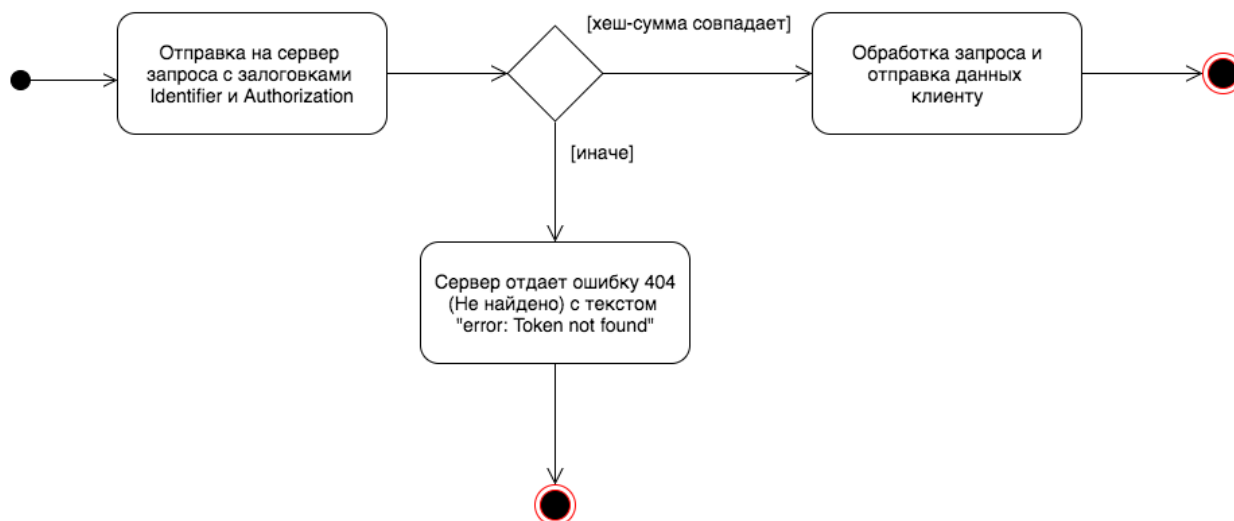 Отправка на сервер
запроса с залоговками
Identifier и Authorization
[хеш-сумма совпадает]
Обработка запроса и
отправка данных
клиенту
[иначе]
Сервер отдает ошибку 404
(Не найдено) с текстом
"error: Token not found"